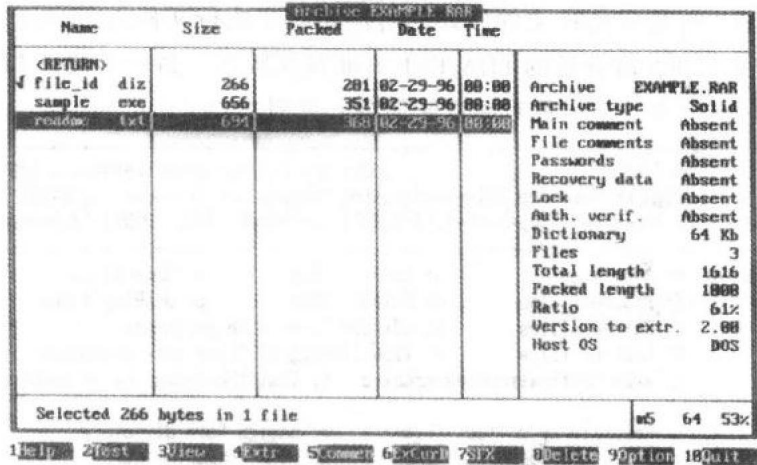 Archive EXAMPLE.RAR
Name Size Packed Date Time
<RETURN>
√ file_id diz 266 201 02-29-96 00:00
sample exe 656 351 02-29-96 00:00
readme txt 694 368 02-29-96 00:00
Archive EXAMPLE.RAR
Archive type Solid
Main comment Absent
File comments Absent
Passwords Absent
Recovery data Absent
Lock Absent
Auth. verif. Absent
Dictionary 64 Kb
Files 3
Total length 1616
Packed length 1000
Ratio 61%
Version to extr. 2.00
Host OS DOS
Selected 266 bytes in 1 file
m5 64 53%
1Help 2Test 3View 4Extr 5Commen 6ExCurD 7SFX 8Delete 9Option 10Quit